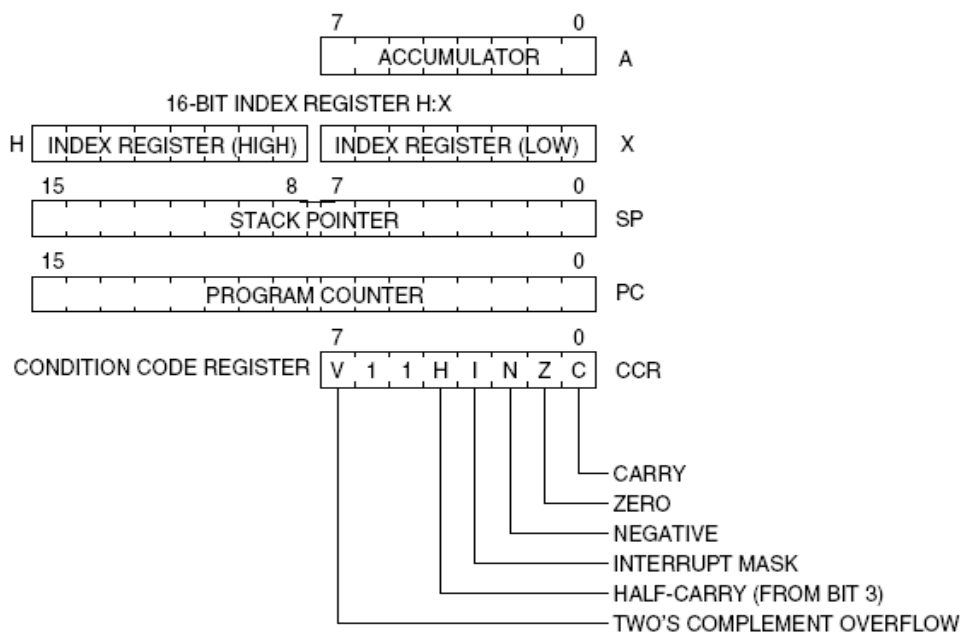 7 0
ACCUMULATOR A
16-BIT INDEX REGISTER H:X
H INDEX REGISTER (HIGH) INDEX REGISTER (LOW) X
15 8 7 0
STACK POINTER SP
15 0
PROGRAM COUNTER PC
7 0
CONDITION CODE REGISTER V 1 1 H I N Z C CCR
CARRY
ZERO
NEGATIVE
INTERRUPT MASK
HALF-CARRY (FROM BIT 3)
TWO'S COMPLEMENT OVERFLOW